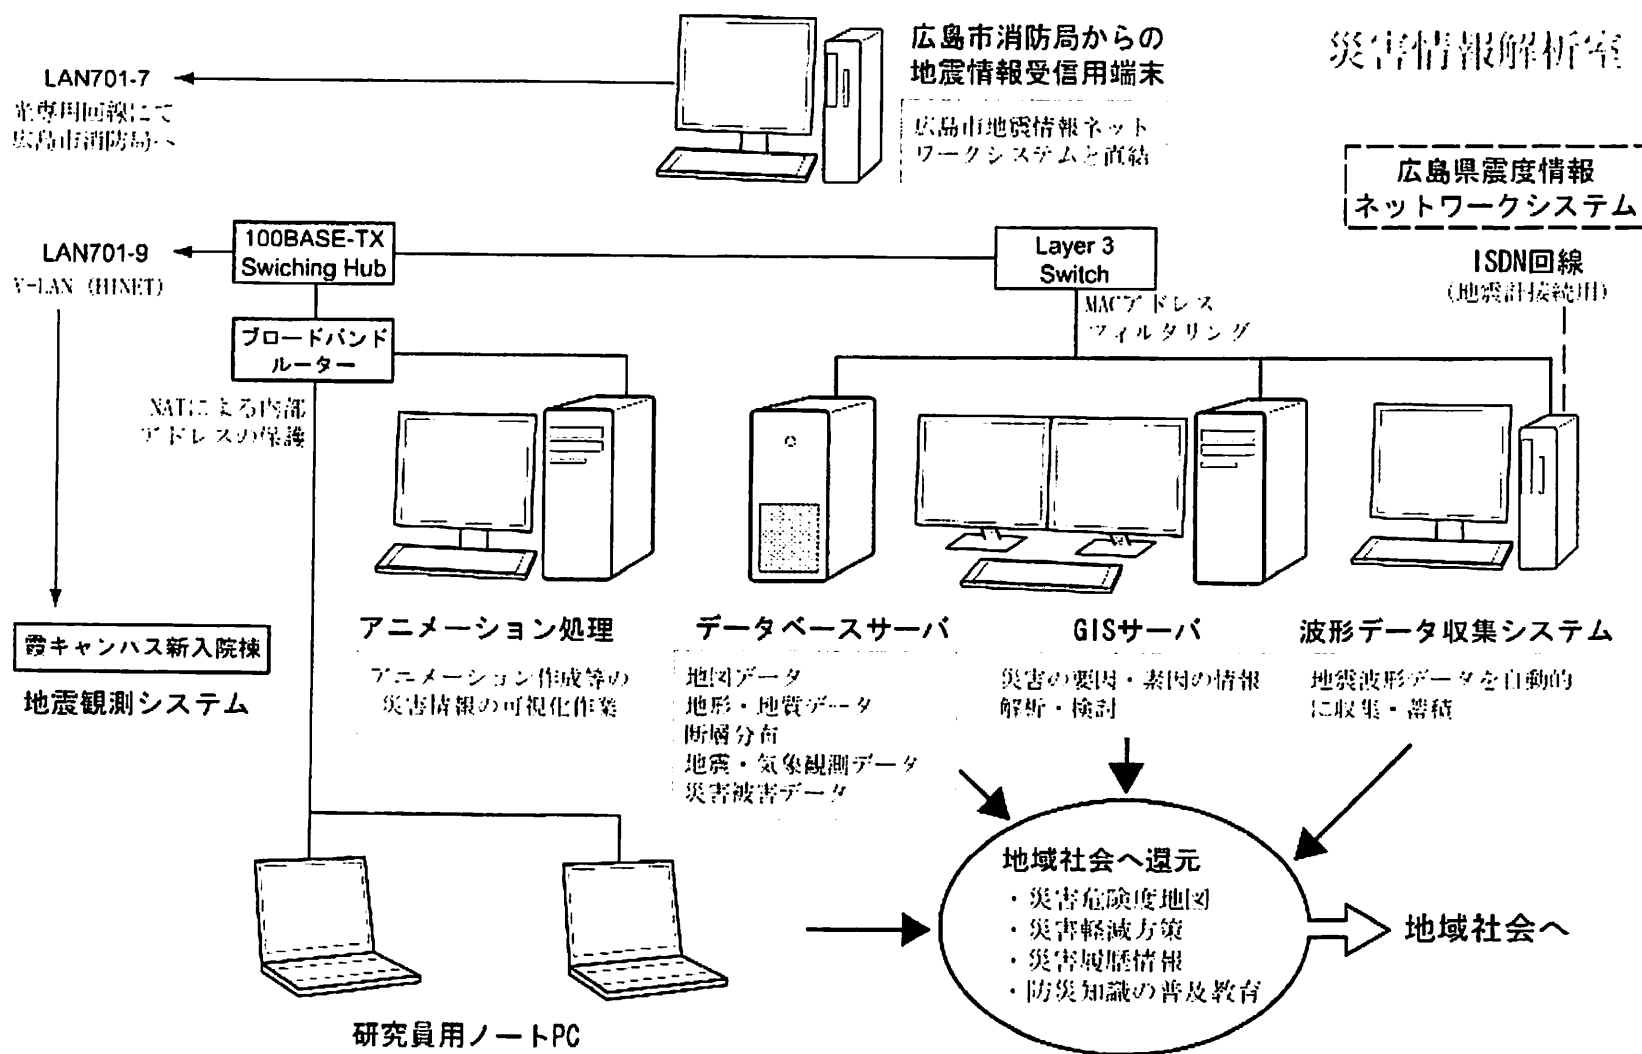 災害情報解析室
広島市消防局からの
地震情報受信用端末
広島市地震情報ネット
ワークシステムと直結
LAN701-7
光専用回線にて
広島市消防局へ
広島県震度情報
ネットワークシステム
ISDN回線
(地震計接続用)
LAN701-9
V-LAN (HINET)
100BASE-TX
Swiching Hub
Layer 3
Switch
MACアドレス
フィルタリング
ブロードバンド
ルーター
NATによる内部
アドレスの保護
霞キャンパス新入院棟
地震観測システム
アニメーション処理
アニメーション作成等の
災害情報の可視化作業
データベースサーバ
地図データ
地形・地質データ
断層分布
地震・気象観測データ
災害被害データ
GISサーバ
災害の要因・素因の情報
解析・検討
波形データ収集システム
地震波形データを自動的
に収集・蓄積
研究員用ノートPC
地域社会へ還元
・災害危険度地図
・災害軽減方策
・災害履歴情報
・防災知識の普及教育
地域社会へ